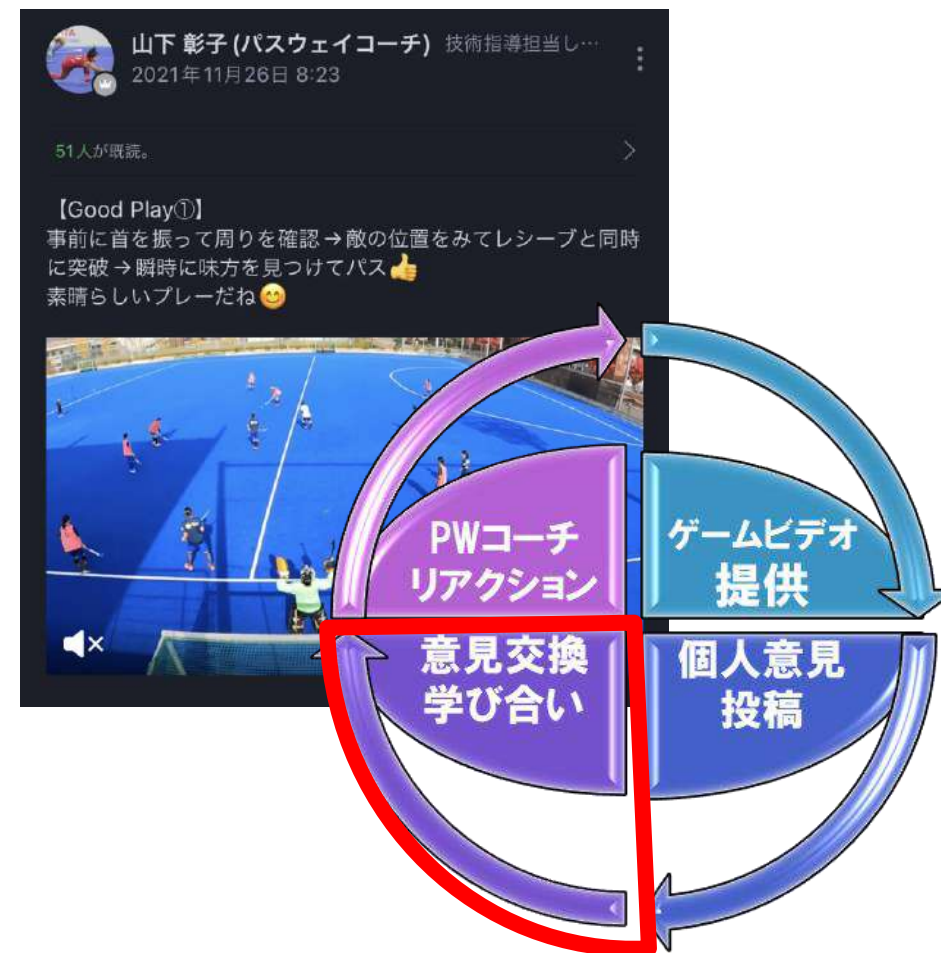 山下 彰子 (パスウェイコーチ) 技術指導担当し…
2021年11月26日 8:23
51人が既読。
【Good Play①】
事前に首を振って周りを確認→敵の位置をみてレシーブと同時
に突破→瞬時に味方を見つけてパス👍
素晴らしいプレーだね😊
PWコーチ
リアクション
ゲームビデオ
提供
意見交換
学び合い
個人意見
投稿